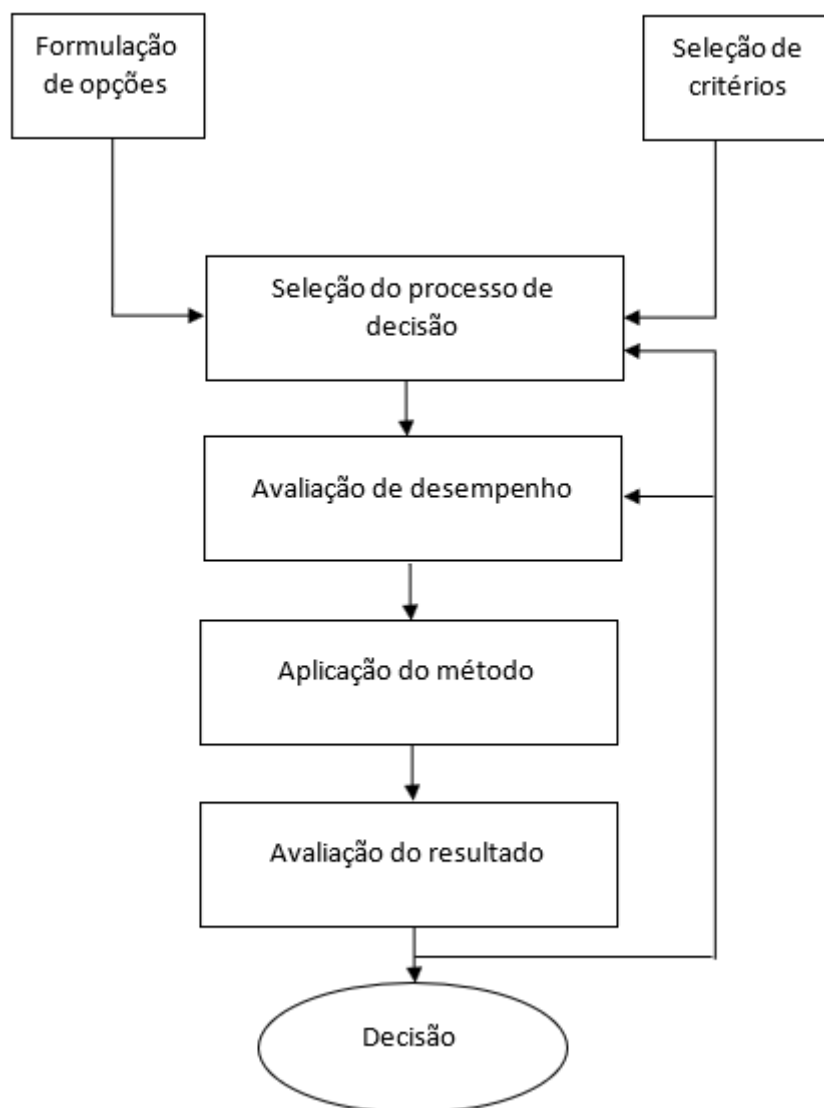 Formulação
de opções
Seleção de
critérios
Seleção do processo de
decisão
Avaliação de desempenho
Aplicação do método
Avaliação do resultado
Decisão